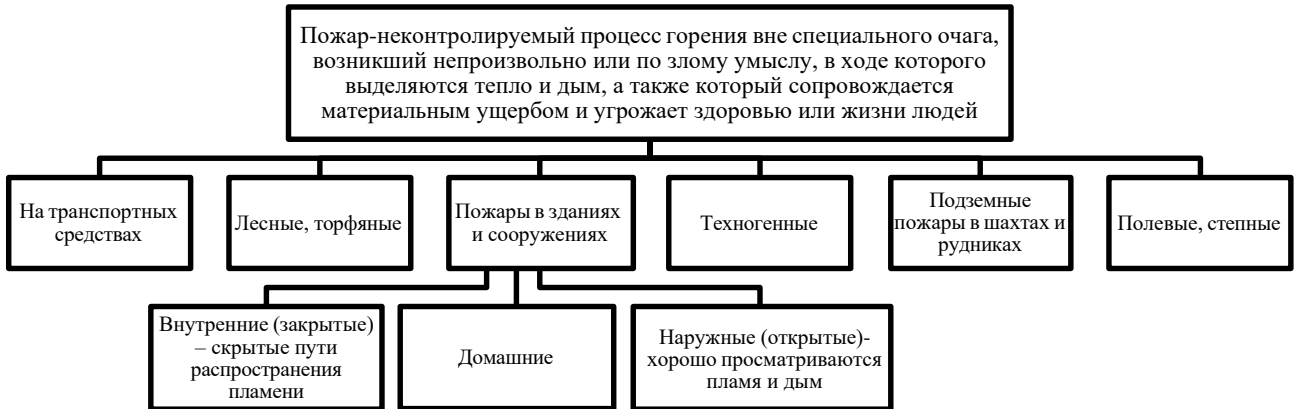 Пожар-неконтролируемый процесс горения вне специального очага,
возникший непроизвольно или по злому умыслу, в ходе которого
выделяются тепло и дым, а также который сопровождается
материальным ущербом и угрожает здоровью или жизни людей
На транспортных
средствах
Лесные, торфяные
Пожары в зданиях
и сооружениях
Техногенные
Подземные
пожары в шахтах и
рудниках
Полевые, степные
Внутренние (закрытые)
– скрытые пути
распространения
пламени
Домашние
Наружные (открытые)-
хорошо просматриваются
пламя и дым